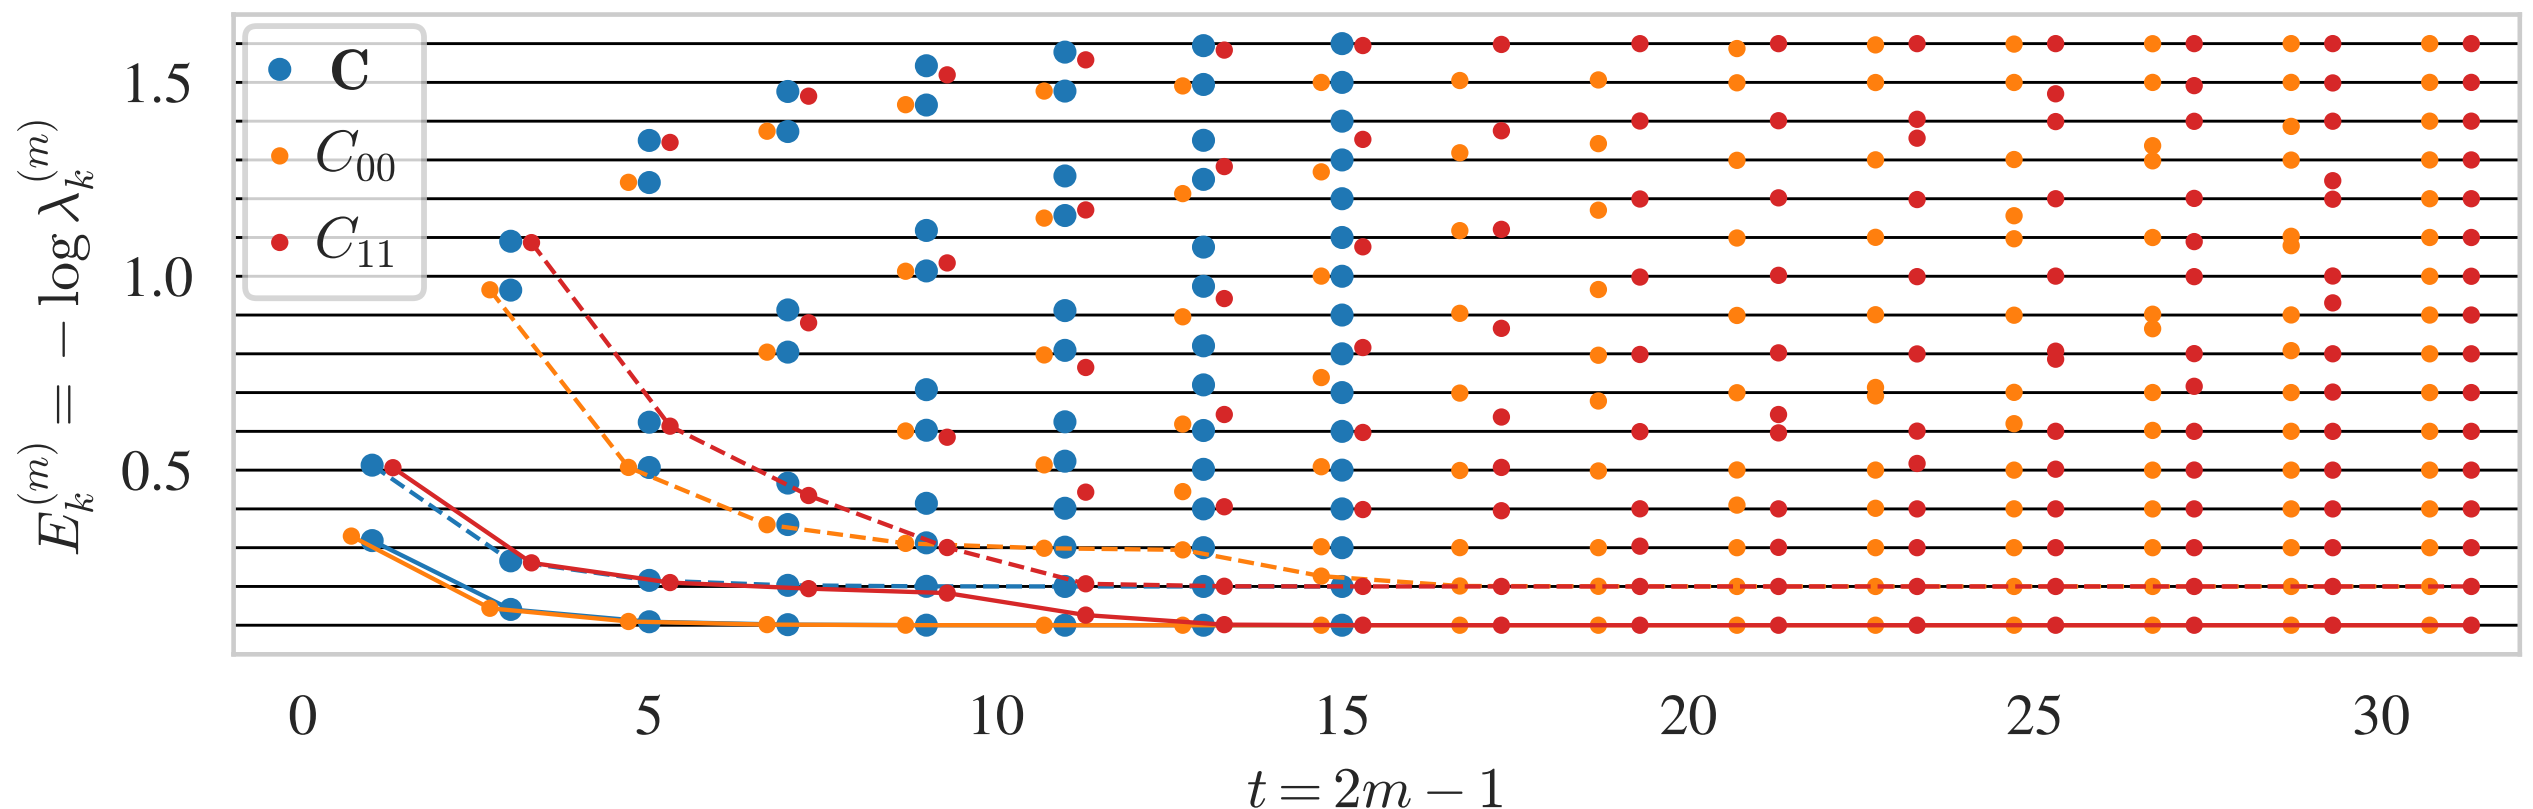 C
C₀₀
C₁₁
1.5
1.0
0.5
E_k^{(m)} = − log λ_k^{(m)}
0 5 10 15 20 25 30
t = 2m − 1